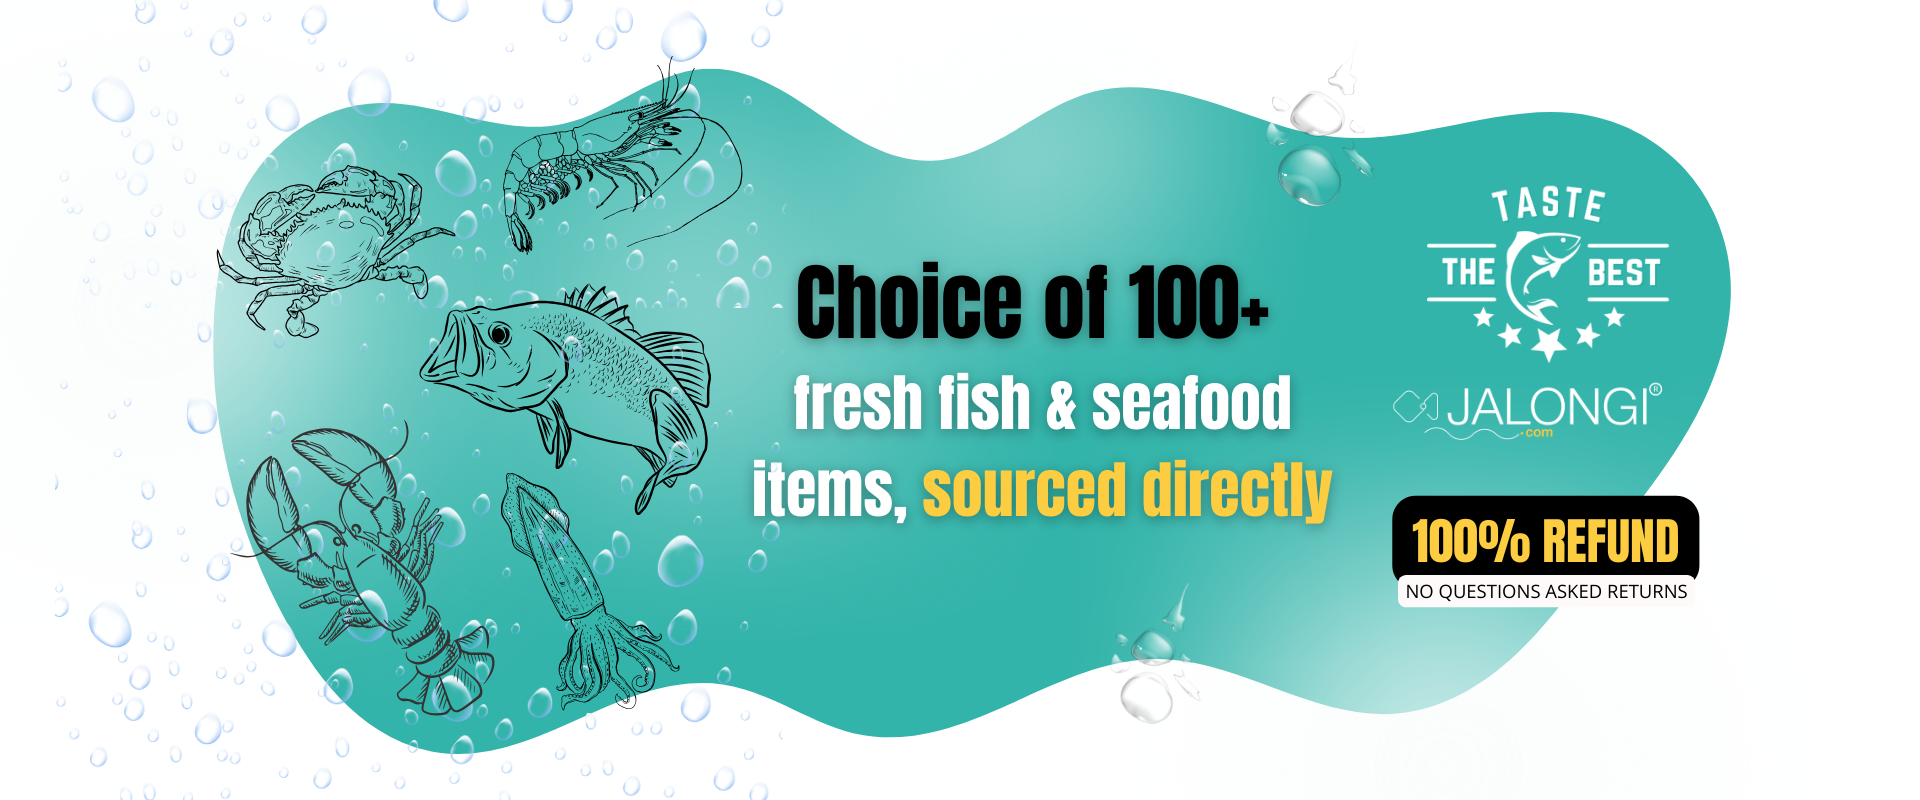 Choice of 100+
fresh fish & seafood
items, sourced directly
TASTE
THE BEST
JALONGI®
.com
100% REFUND
NO QUESTIONS ASKED RETURNS